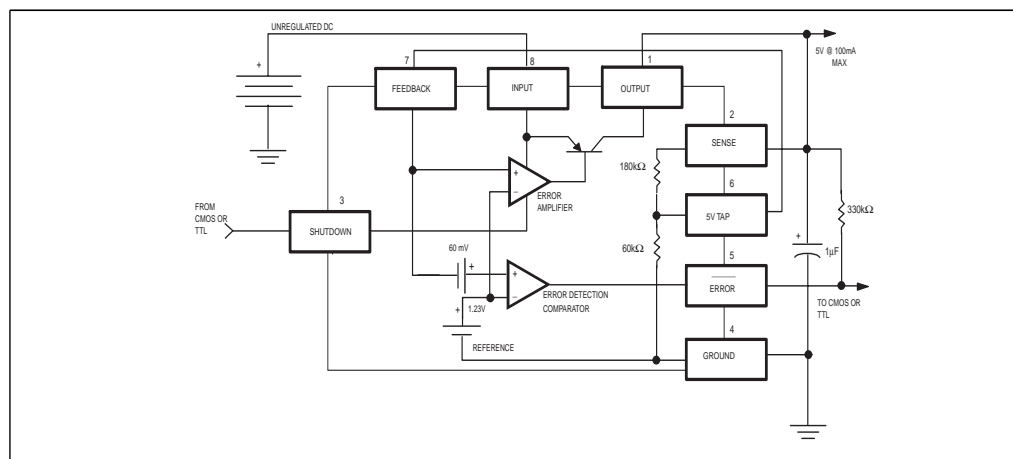 UNREGULATED DC
+
7
8
1
5V @ 100mA
MAX
FEEDBACK
INPUT
OUTPUT
2
SENSE
180kΩ
+
−
ERROR
AMPLIFIER
6
5V TAP
330kΩ
FROM
CMOS OR
TTL
3
SHUTDOWN
60 mV
+
+
−
60kΩ
+
1µF
5
ERROR
ERROR DETECTION
COMPARATOR
TO CMOS OR
TTL
+
1.23V
REFERENCE
4
GROUND